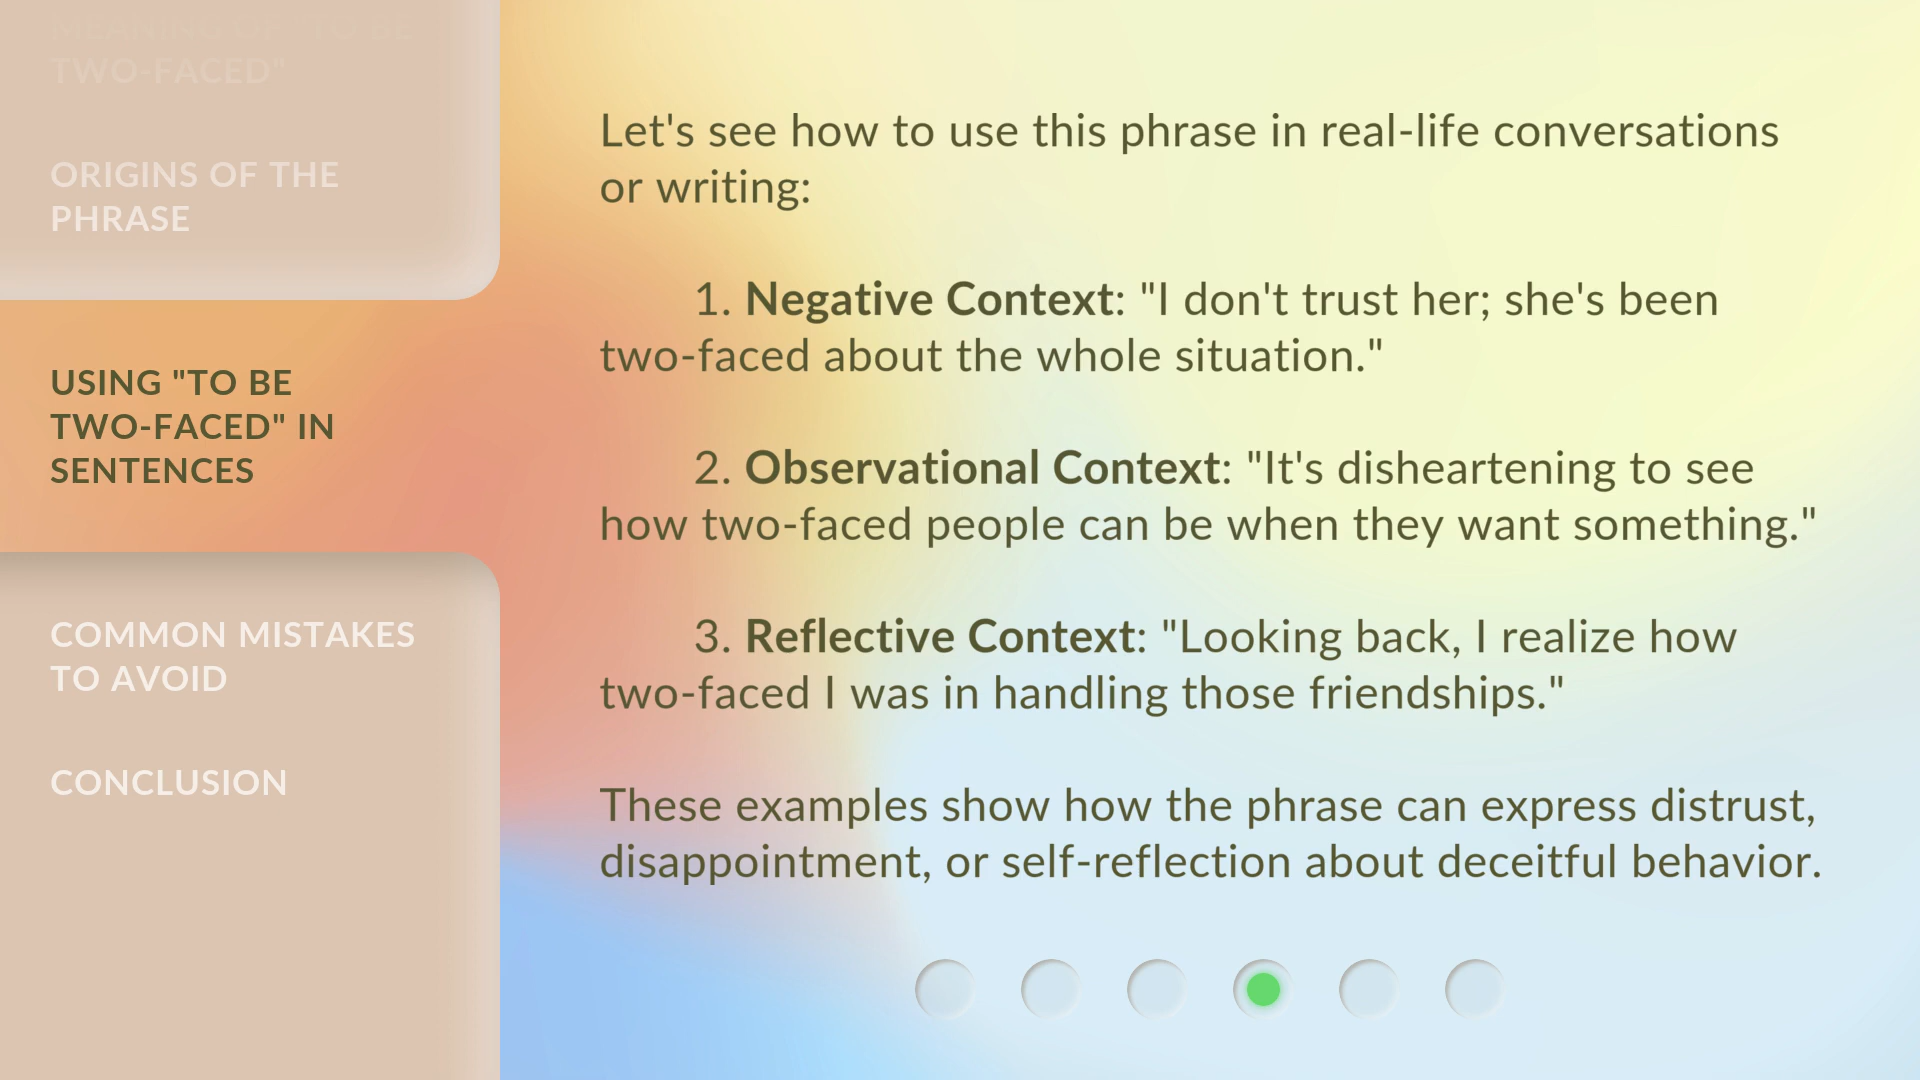 MEANING OF "TO BE
TWO-FACED"
ORIGINS OF THE
PHRASE
USING "TO BE
TWO-FACED" IN
SENTENCES
COMMON MISTAKES
TO AVOID
CONCLUSION
Let's see how to use this phrase in real-life conversations
or writing:
1. Negative Context: "I don't trust her; she's been
two-faced about the whole situation."
2. Observational Context: "It's disheartening to see
how two-faced people can be when they want something."
3. Reflective Context: "Looking back, I realize how
two-faced I was in handling those friendships."
These examples show how the phrase can express distrust,
disappointment, or self-reflection about deceitful behavior.